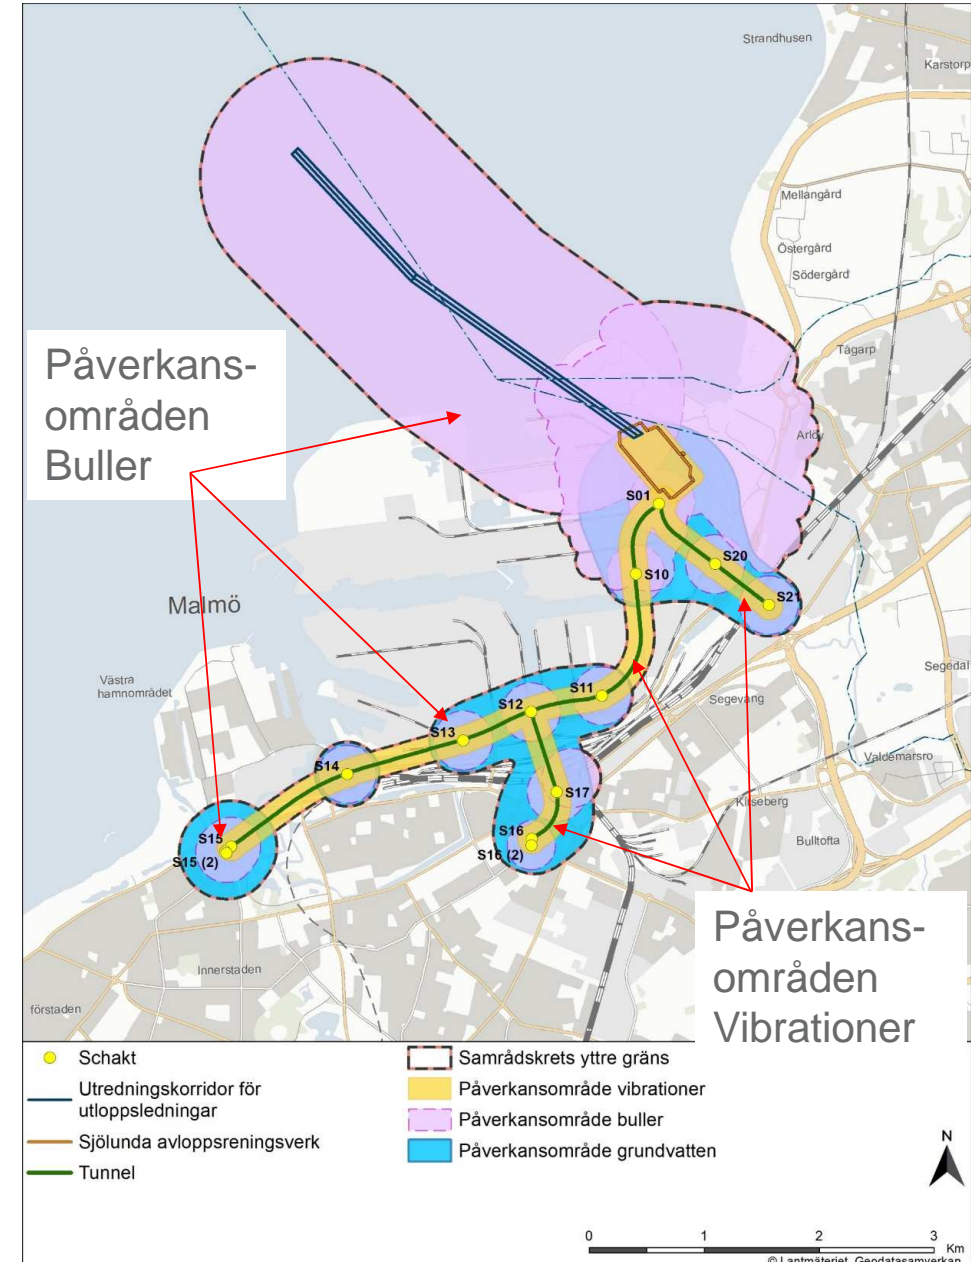 Strandhusen
Karstorp
Mellangård
Östergård
Södergård
Tågarp
Påverkans-
områden
Buller
Arlöv
S01
S20
S10
S21
Malmö
Västra
hamnområdet
Segedal
S11
Segevång
S12
S13
Valdemarsro
S14
S17
Kitseberg
S16
Bulltofta
S15
S16 (2)
S15 (2)
Påverkans-
områden
Vibrationer
Innerstaden
förstaden
Schakt
Utredningskorridor för
utloppsledningar
Sjölunda avloppsreningsverk
Tunnel
Samrådskrets yttre gräns
Påverkansområde vibrationer
Påverkansområde buller
Påverkansområde grundvatten
N
0 1 2 3
Km
© Lantmäteriet, Geodatasamverkan